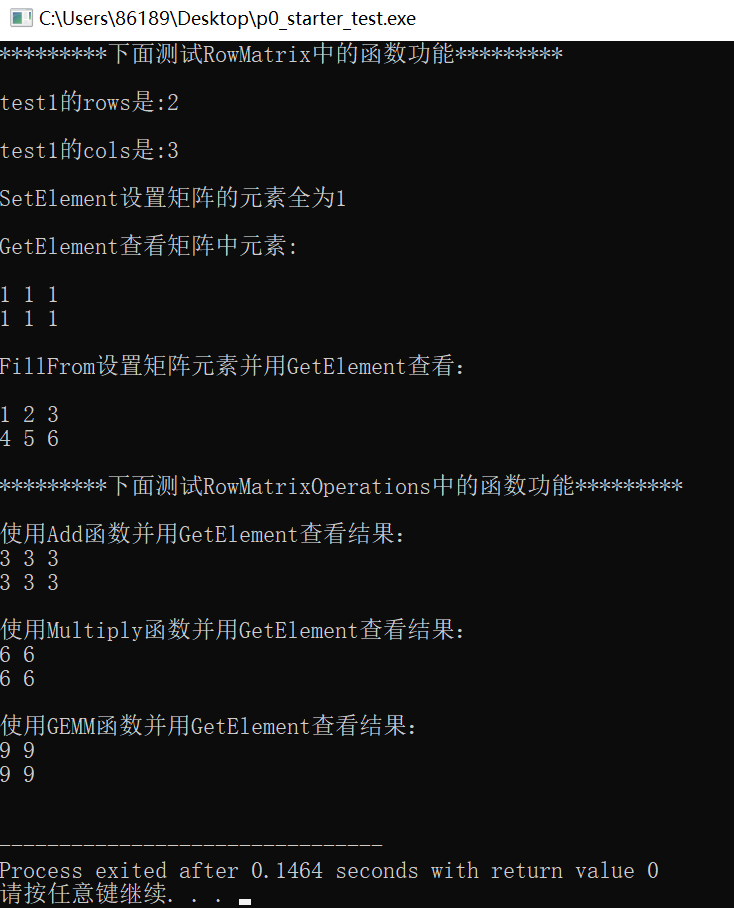 C:\Users\86189\Desktop\p0_starter_test.exe
*********下面测试RowMatrix中的函数功能*********
test1的rows是:2
test1的cols是:3
SetElement设置矩阵的元素全为1
GetElement查看矩阵中元素:
1 1 1
1 1 1
FillFrom设置矩阵元素并用GetElement查看:
1 2 3
4 5 6
*********下面测试RowMatrixOperations中的函数功能*********
使用Add函数并用GetElement查看结果:
3 3 3
3 3 3
使用Multiply函数并用GetElement查看结果:
6 6
6 6
使用GEMM函数并用GetElement查看结果:
9 9
9 9
--------------------------------
Process exited after 0.1464 seconds with return value 0
请按任意键继续. . .